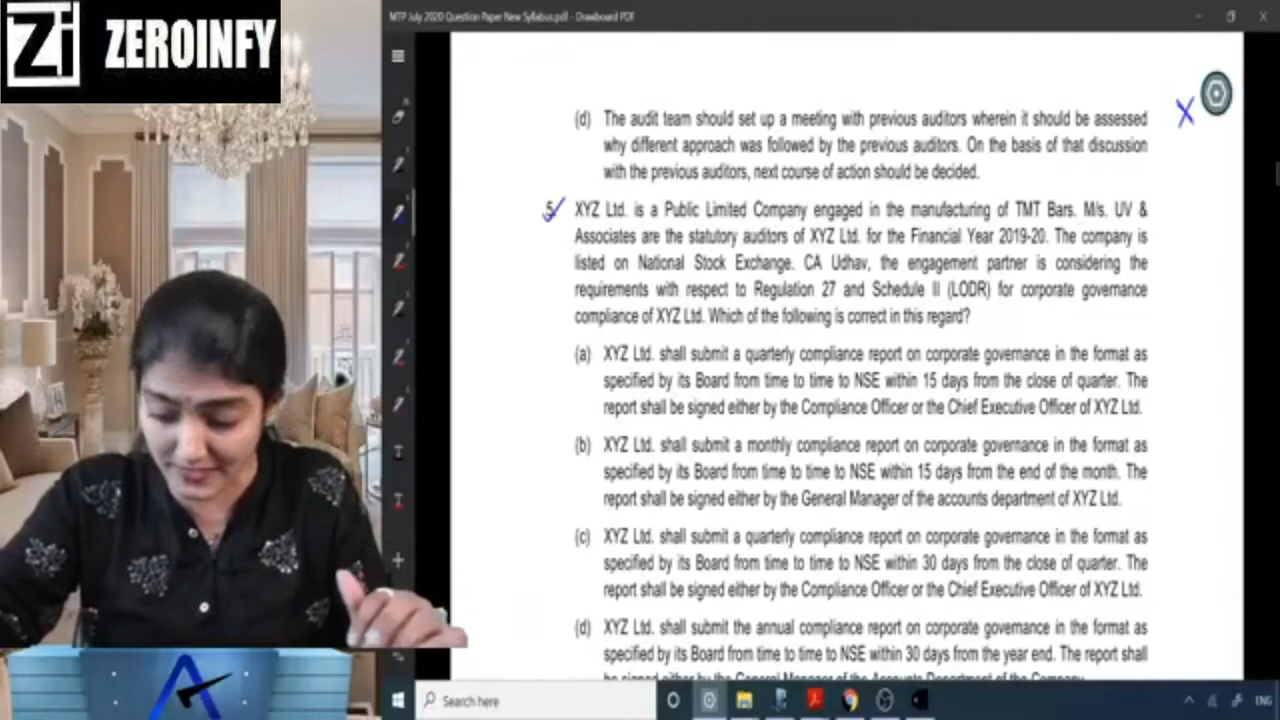 Zi ZEROINFY
MTP July 2020 Question Paper New Syllabus.pdf - Drawboard PDF
(d) The audit team should set up a meeting with previous auditors wherein it should be assessed
why different approach was followed by the previous auditors. On the basis of that discussion
with the previous auditors, next course of action should be decided.
5. XYZ Ltd. is a Public Limited Company engaged in the manufacturing of TMT Bars. M/s. UV &
Associates are the statutory auditors of XYZ Ltd. for the Financial Year 2019-20. The company is
listed on National Stock Exchange. CA Udhav, the engagement partner is considering the
requirements with respect to Regulation 27 and Schedule II (LODR) for corporate governance
compliance of XYZ Ltd. Which of the following is correct in this regard?
(a) XYZ Ltd. shall submit a quarterly compliance report on corporate governance in the format as
specified by its Board from time to time to NSE within 15 days from the close of quarter. The
report shall be signed either by the Compliance Officer or the Chief Executive Officer of XYZ Ltd.
(b) XYZ Ltd. shall submit a monthly compliance report on corporate governance in the format as
specified by its Board from time to time to NSE within 15 days from the end of the month. The
report shall be signed either by the General Manager of the accounts department of XYZ Ltd.
(c) XYZ Ltd. shall submit a quarterly compliance report on corporate governance in the format as
specified by its Board from time to time to NSE within 30 days from the close of quarter. The
report shall be signed either by the Compliance Officer or the Chief Executive Officer of XYZ Ltd.
(d) XYZ Ltd. shall submit the annual compliance report on corporate governance in the format as
specified by its Board from time to time to NSE within 30 days from the year end. The report shall
be signed either by the General Manager of the Accounts Department of the Company.
Search here
ENG